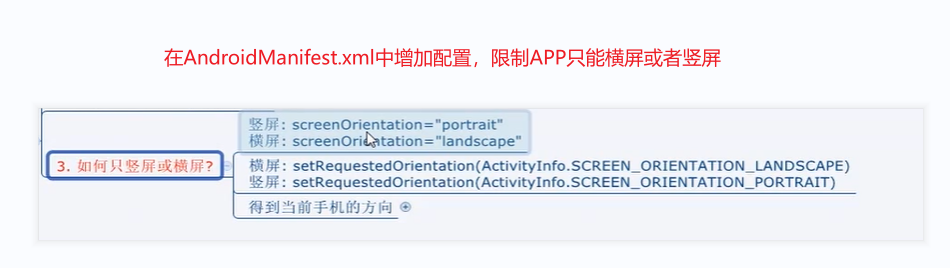 在AndroidManifest.xml中增加配置，限制APP只能横屏或者竖屏
竖屏: screenOrientation="portrait"
横屏: screenOrientation="landscape"
3. 如何只竖屏或横屏?
横屏: setRequestedOrientation(ActivityInfo.SCREEN_ORIENTATION_LANDSCAPE)
竖屏: setRequestedOrientation(ActivityInfo.SCREEN_ORIENTATION_PORTRAIT)
得到当前手机的方向